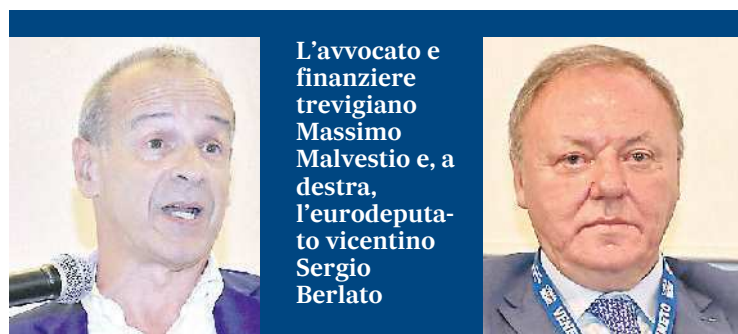 L'avvocato e
finanziere
trevigiano
Massimo
Malvestio e, a
destra,
l'eurodeputa-
to vicentino
Sergio
Berlato